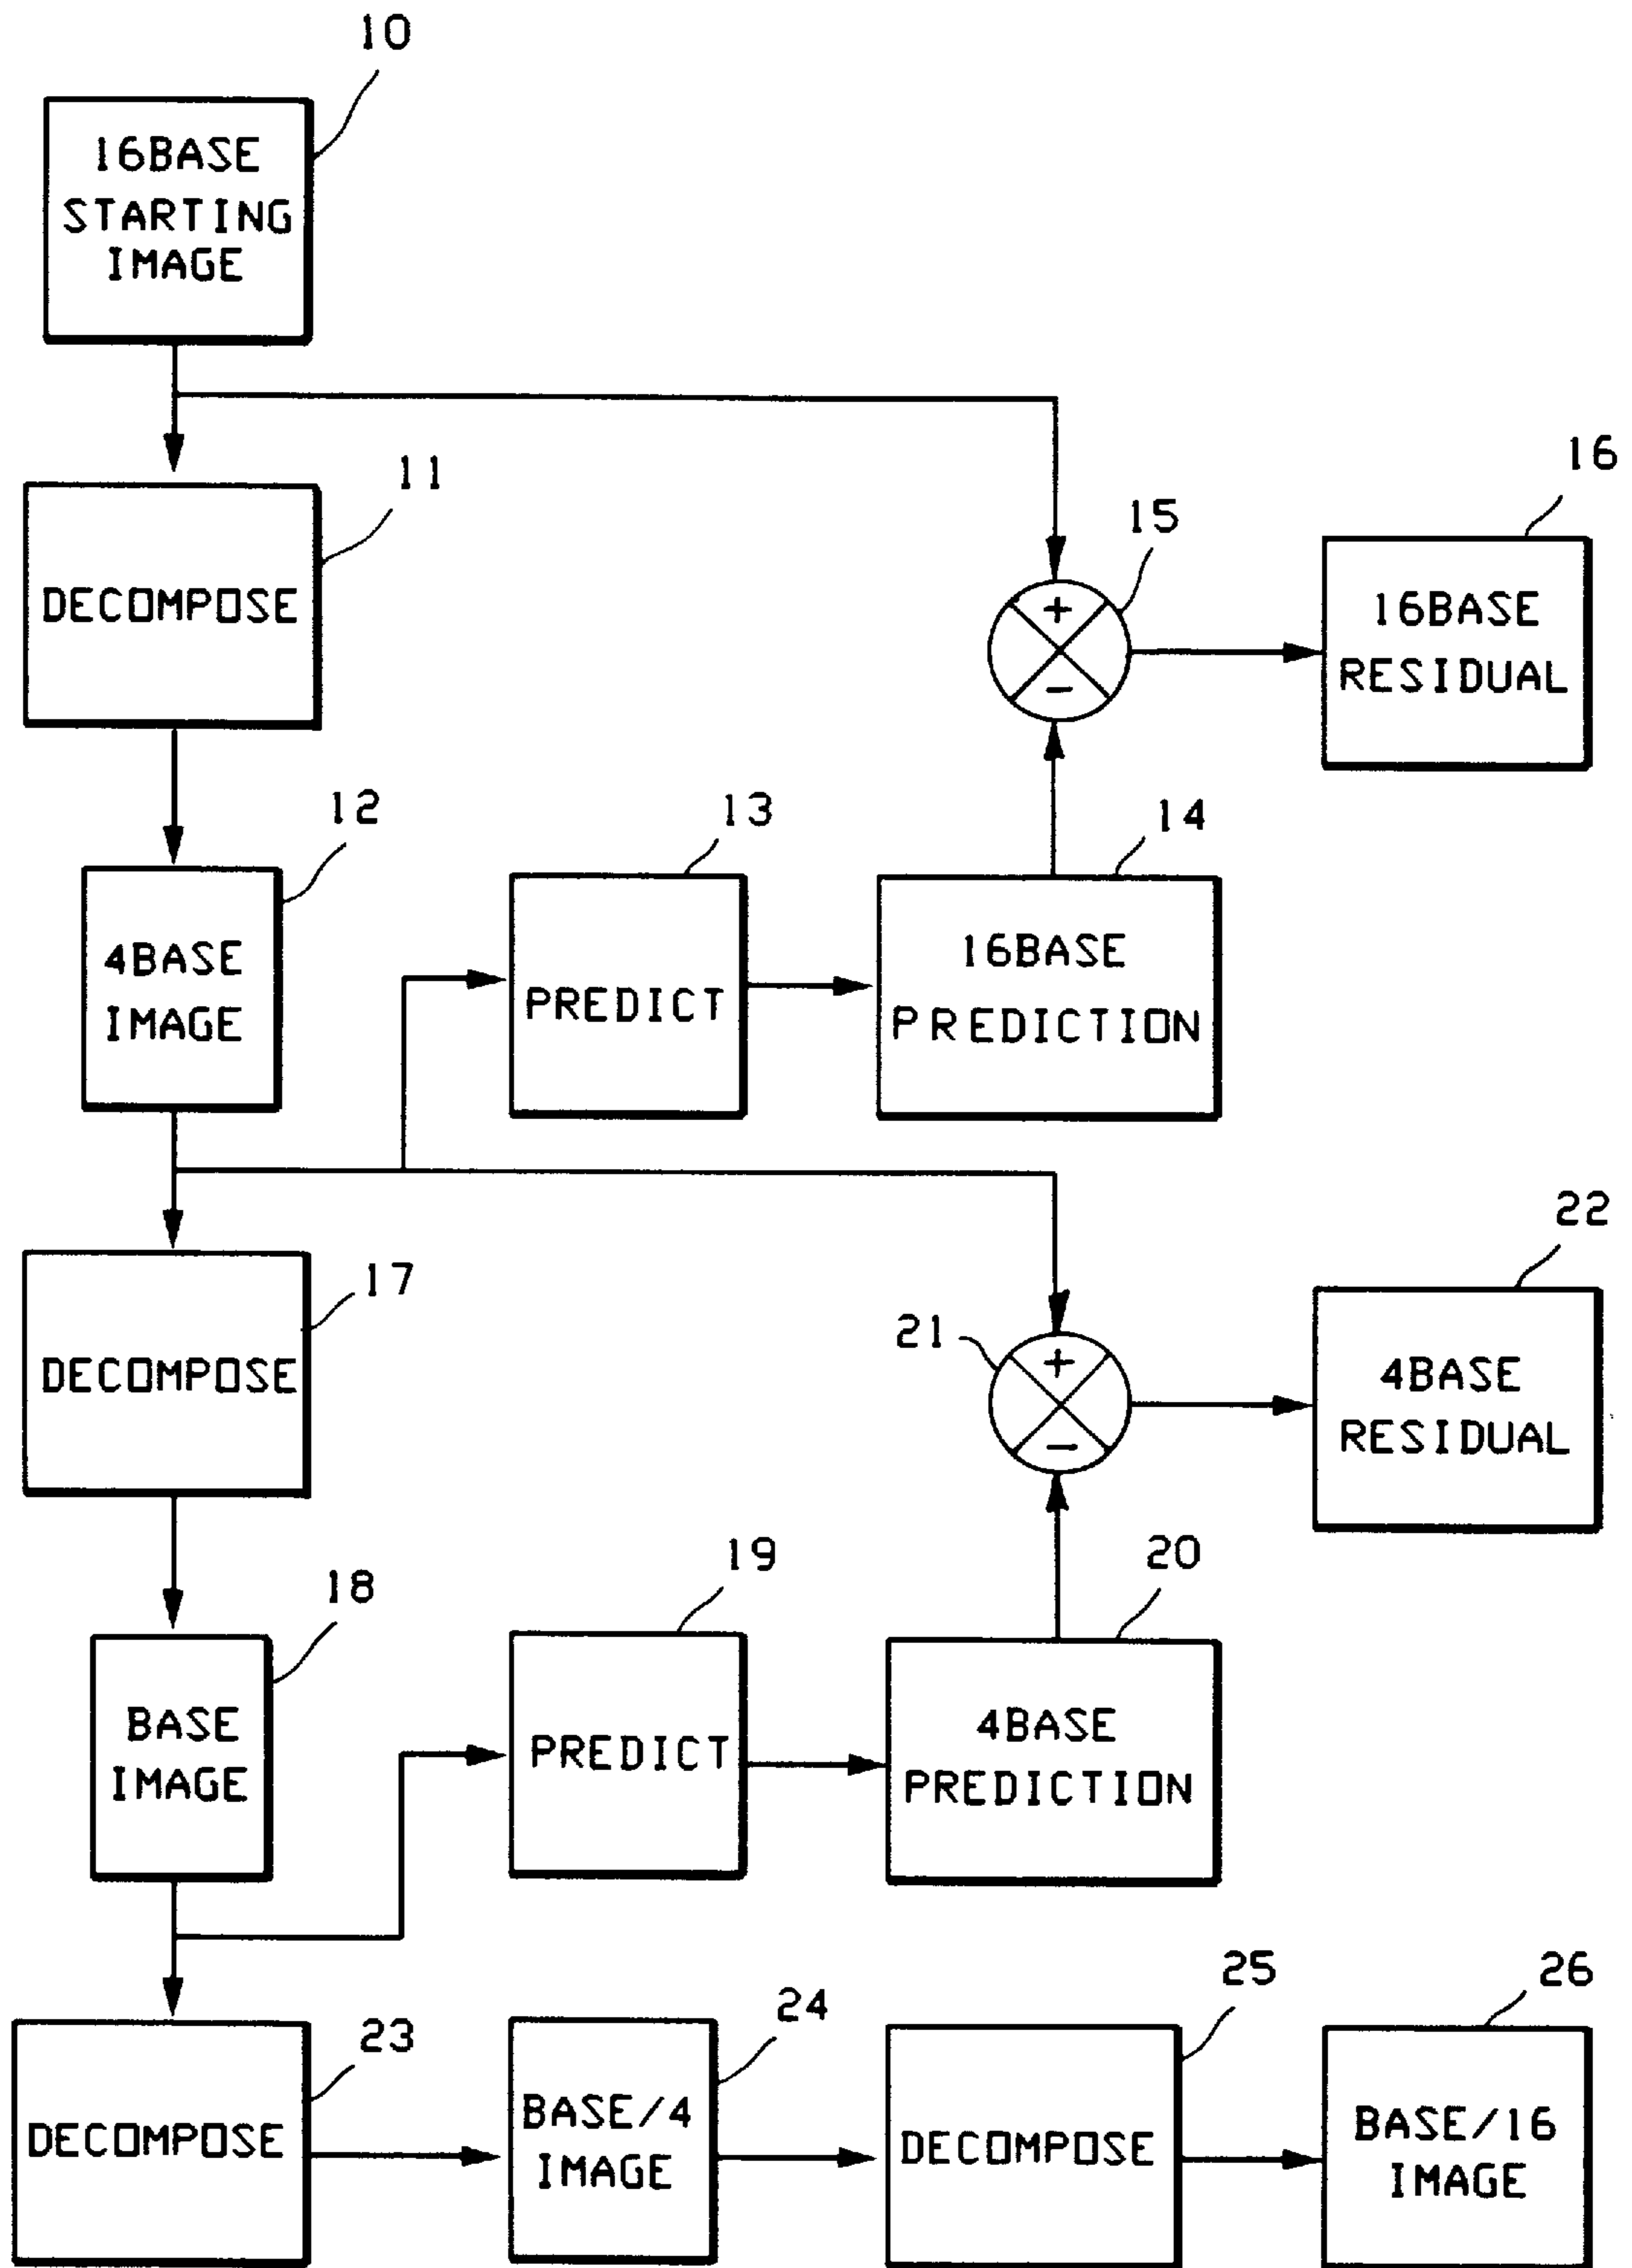 10
16BASE
STARTING
IMAGE
11
DECOMPOSE
15
+
-
16
16BASE
RESIDUAL
12
4BASE
IMAGE
13
PREDICT
14
16BASE
PREDICTION
17
DECOMPOSE
21
+
-
22
4BASE
RESIDUAL
18
BASE
IMAGE
19
PREDICT
20
4BASE
PREDICTION
23
DECOMPOSE
24
BASE/4
IMAGE
25
DECOMPOSE
26
BASE/16
IMAGE